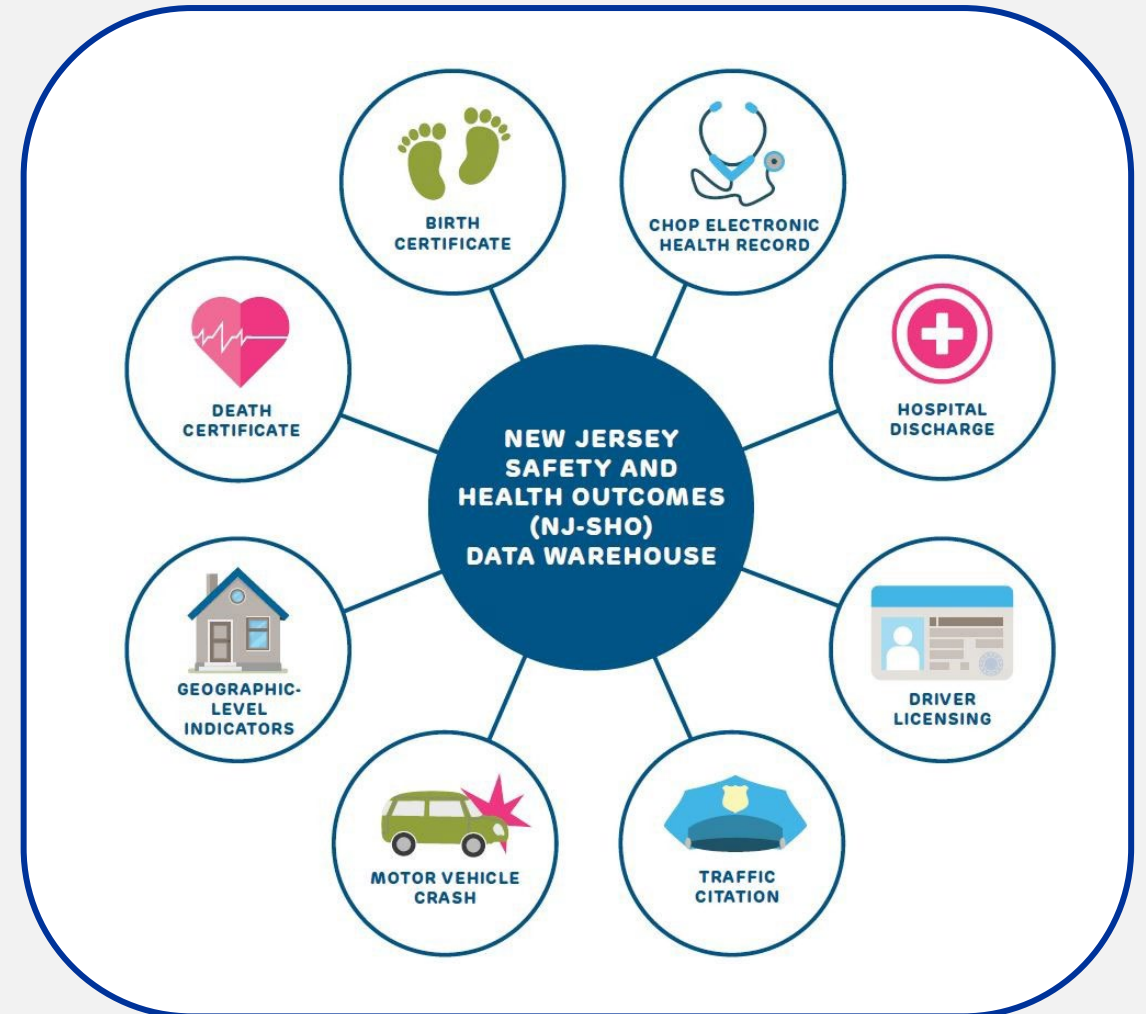 BIRTH
CERTIFICATE
CHOP ELECTRONIC
HEALTH RECORD
DEATH
CERTIFICATE
HOSPITAL
DISCHARGE
NEW JERSEY
SAFETY AND
HEALTH OUTCOMES
(NJ-SHO)
DATA WAREHOUSE
GEOGRAPHIC-
LEVEL
INDICATORS
DRIVER
LICENSING
MOTOR VEHICLE
CRASH
TRAFFIC
CITATION